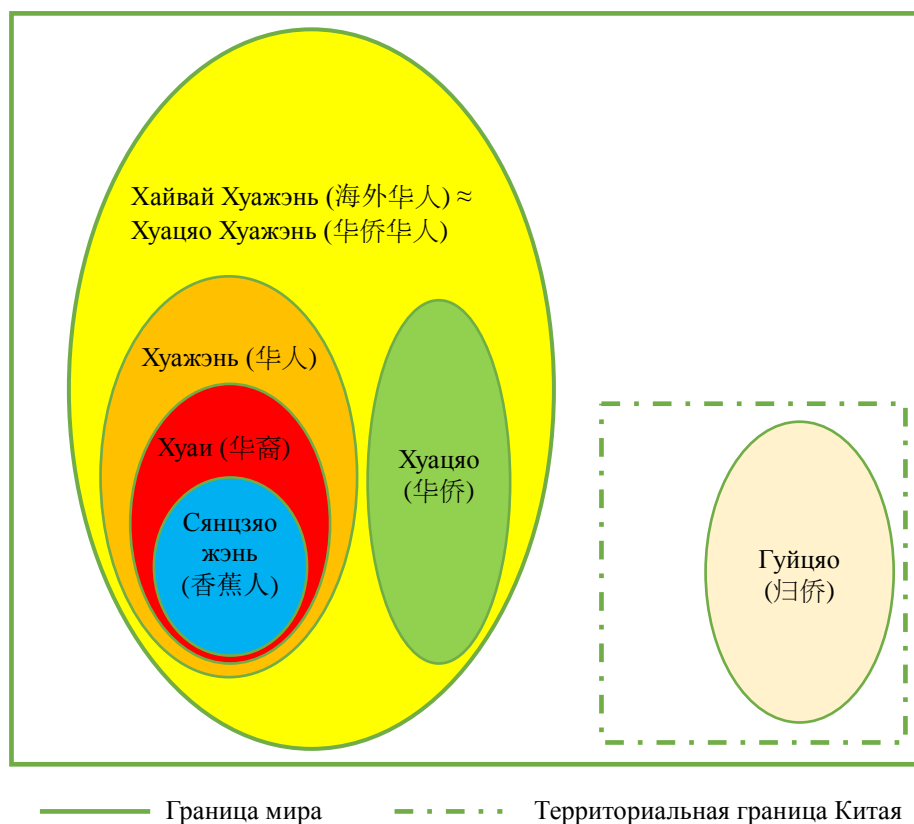 Хайвай Хуажэнь (海外华人) ≈
Хуацяо Хуажэнь (华侨华人)
Хуажэнь (华人)
Хуаи (华裔)
Сянцзяо
жэнь
(香蕉人)
Хуацяо
(华侨)
Гуйцяо
(归侨)
Граница мира
Территориальная граница Китая